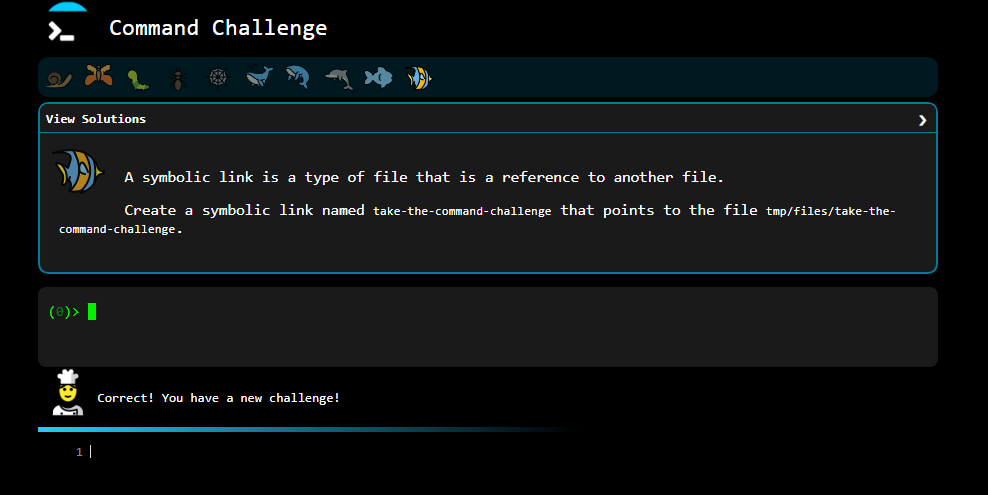 Command Challenge
View Solutions
A symbolic link is a type of file that is a reference to another file.
Create a symbolic link named take-the-command-challenge that points to the file tmp/files/take-the-
command-challenge.
(0)>
Correct! You have a new challenge!
1